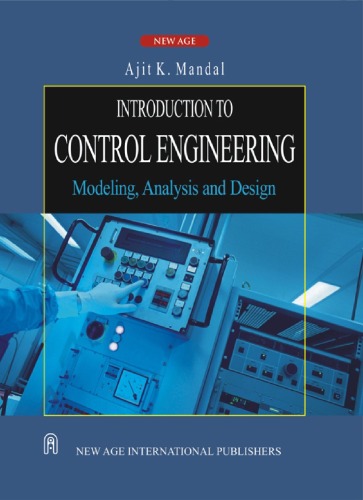 NEW AGE
Ajit K. Mandal
INTRODUCTION TO
CONTROL ENGINEERING
Modeling, Analysis and Design
NEW AGE INTERNATIONAL PUBLISHERS